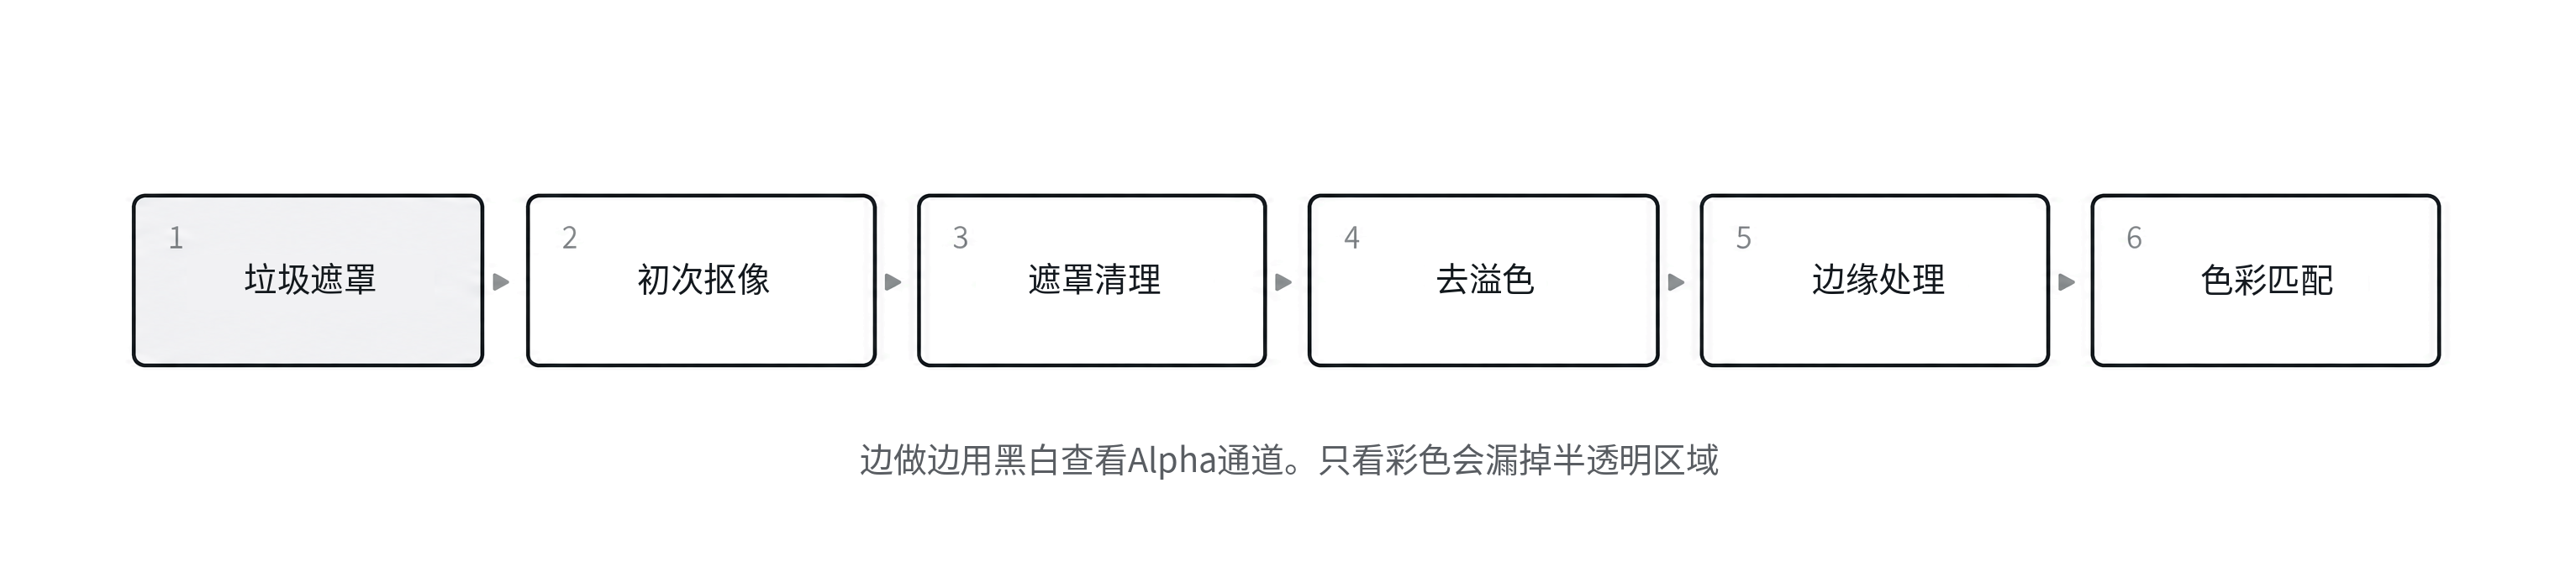 1
垃圾遮罩
2
初次抠像
3
遮罩清理
4
去溢色
5
边缘处理
6
色彩匹配
边做边用黑白查看Alpha通道。只看彩色会漏掉半透明区域